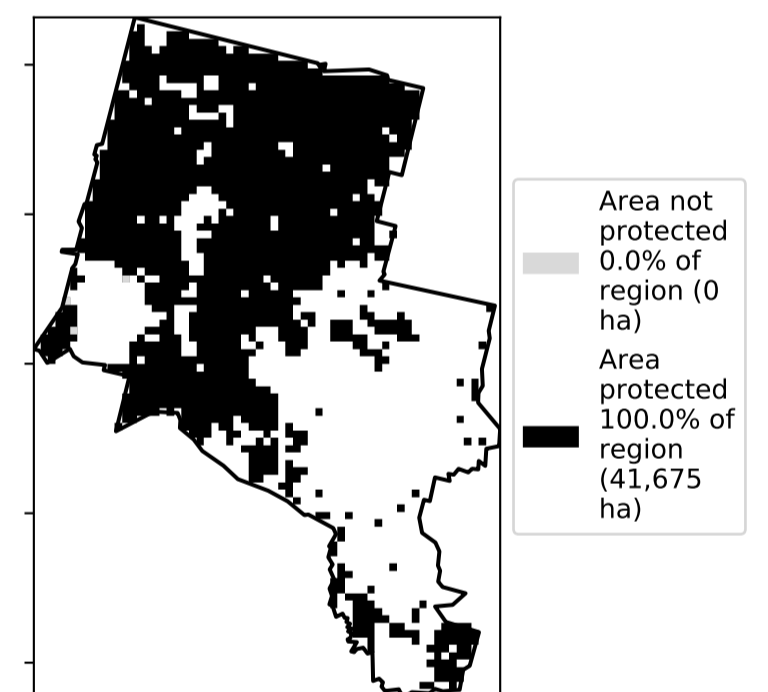 Area not
protected
0.0% of
region (0
ha)
Area
protected
100.0% of
region
(41,675
ha)